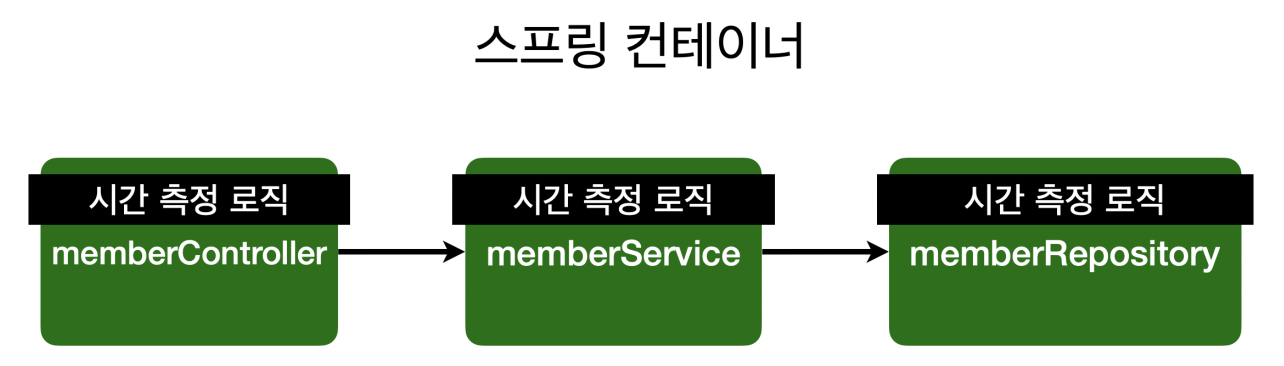 스프링 컨테이너
시간 측정 로직
memberController
시간 측정 로직
memberService
시간 측정 로직
memberRepository